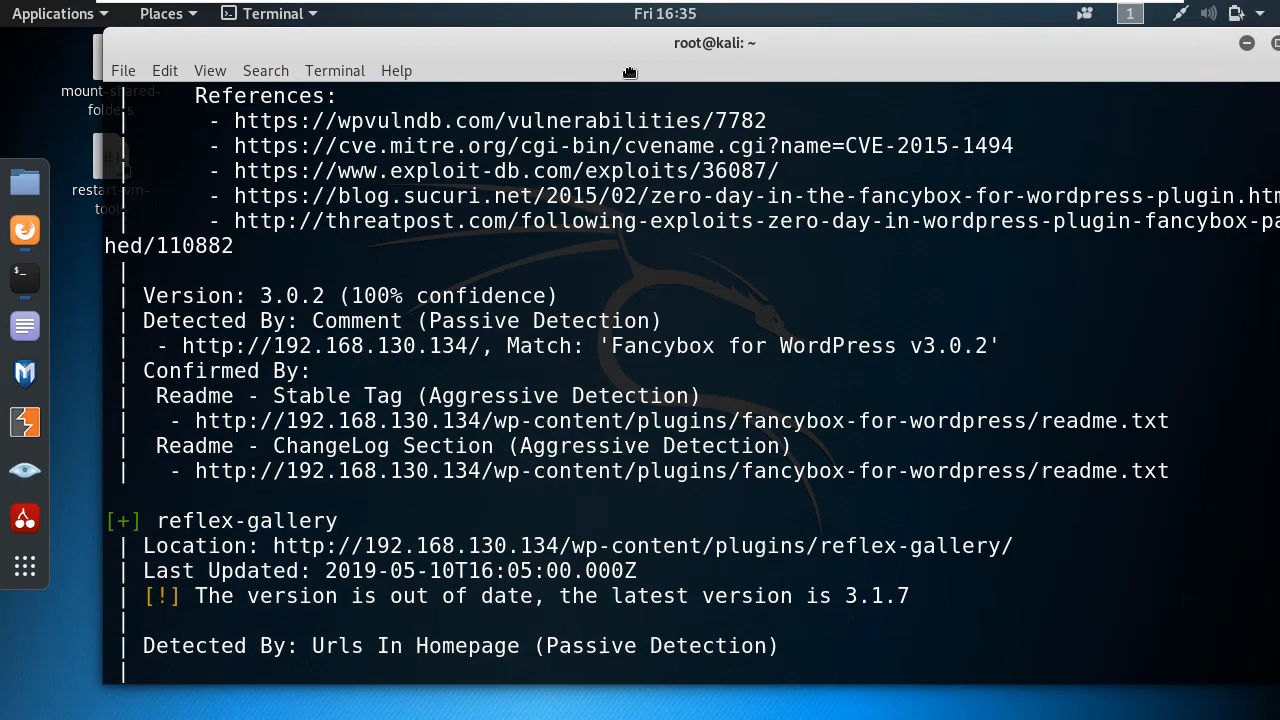 Applications Places Terminal Fri 16:35 1
root@kali: ~
File Edit View Search Terminal Help
mount-shared-folders
restart-vm-
| References:
| - https://wpvulndb.com/vulnerabilities/7782
| - https://cve.mitre.org/cgi-bin/cvename.cgi?name=CVE-2015-1494
| - https://www.exploit-db.com/exploits/36087/
| - https://blog.sucuri.net/2015/02/zero-day-in-the-fancybox-for-wordpress-plugin.htm
| - http://threatpost.com/following-exploits-zero-day-in-wordpress-plugin-fancybox-pa
hed/110882
|
| Version: 3.0.2 (100% confidence)
| Detected By: Comment (Passive Detection)
| - http://192.168.130.134/, Match: 'Fancybox for WordPress v3.0.2'
| Confirmed By:
| Readme - Stable Tag (Aggressive Detection)
| - http://192.168.130.134/wp-content/plugins/fancybox-for-wordpress/readme.txt
| Readme - ChangeLog Section (Aggressive Detection)
| - http://192.168.130.134/wp-content/plugins/fancybox-for-wordpress/readme.txt
[+] reflex-gallery
| Location: http://192.168.130.134/wp-content/plugins/reflex-gallery/
| Last Updated: 2019-05-10T16:05:00.000Z
| [!] The version is out of date, the latest version is 3.1.7
|
| Detected By: Urls In Homepage (Passive Detection)
|